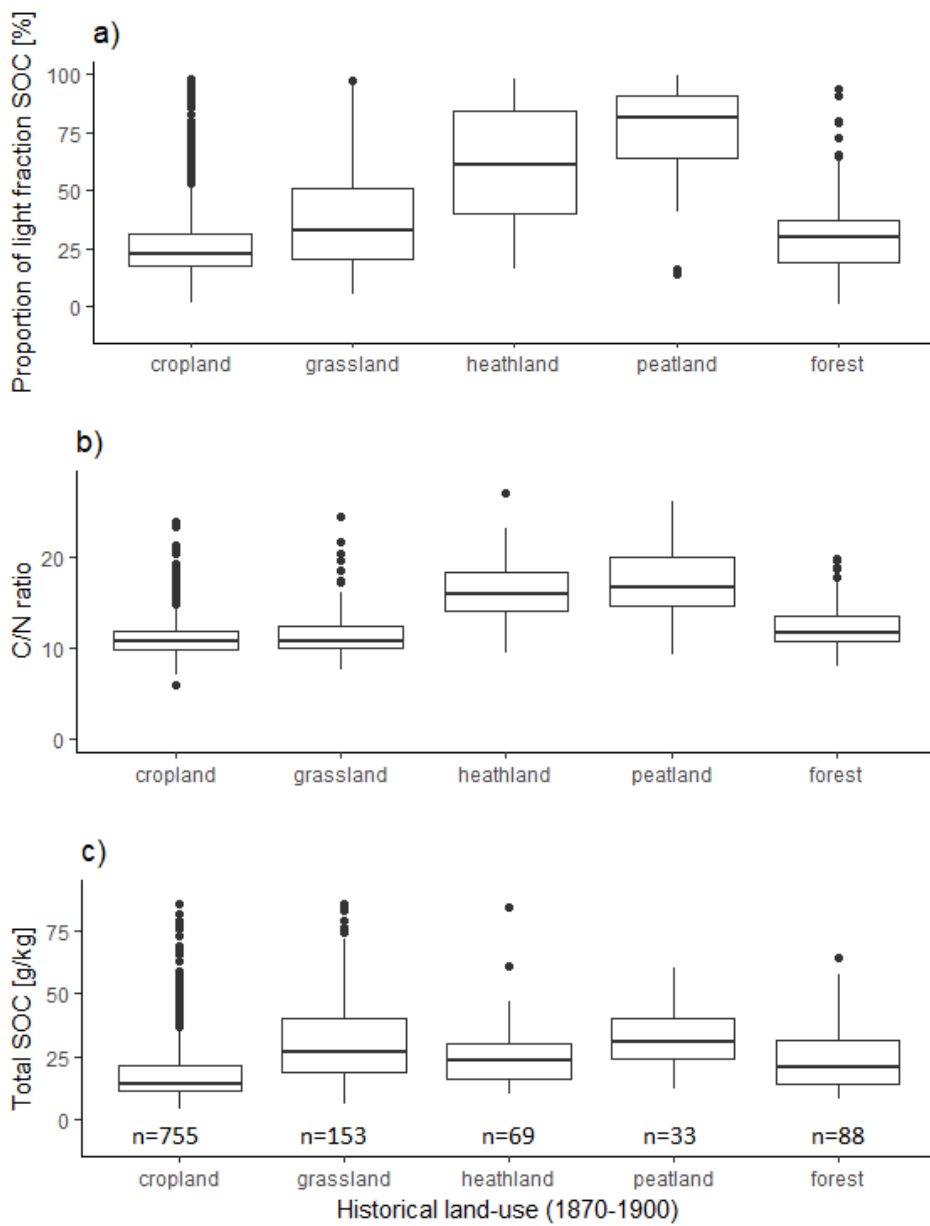 a)
Proportion of light fraction SOC [%]
100
75
50
25
0
cropland grassland heathland peatland forest
b)
C/N ratio
20
10
0
cropland grassland heathland peatland forest
c)
Total SOC [g/kg]
75
50
25
0
n=755 n=153 n=69 n=33 n=88
cropland grassland heathland peatland forest
Historical land-use (1870-1900)